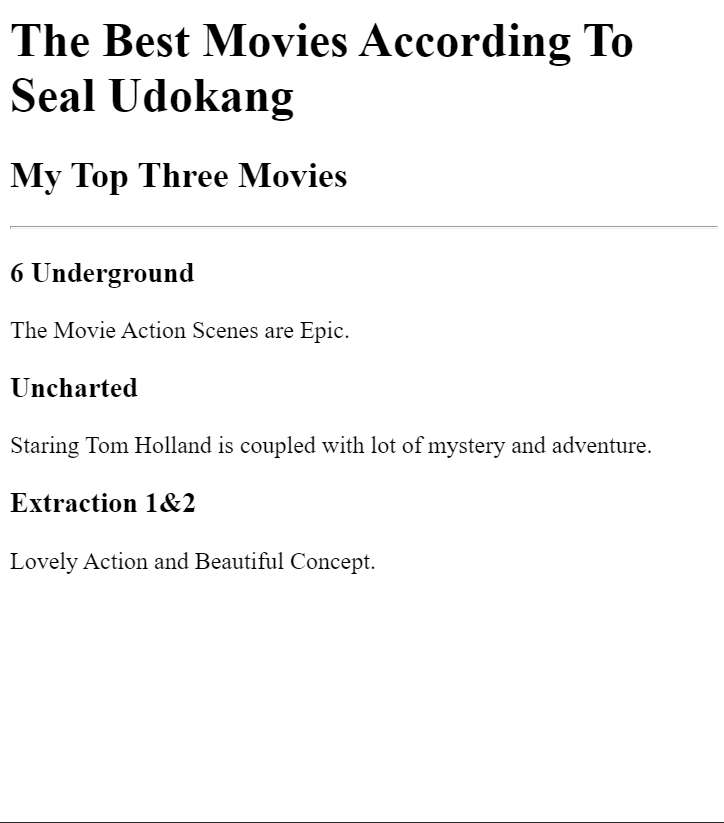 The Best Movies According To
Seal Udokang
My Top Three Movies
6 Underground
The Movie Action Scenes are Epic.
Uncharted
Staring Tom Holland is coupled with lot of mystery and adventure.
Extraction 1&2
Lovely Action and Beautiful Concept.